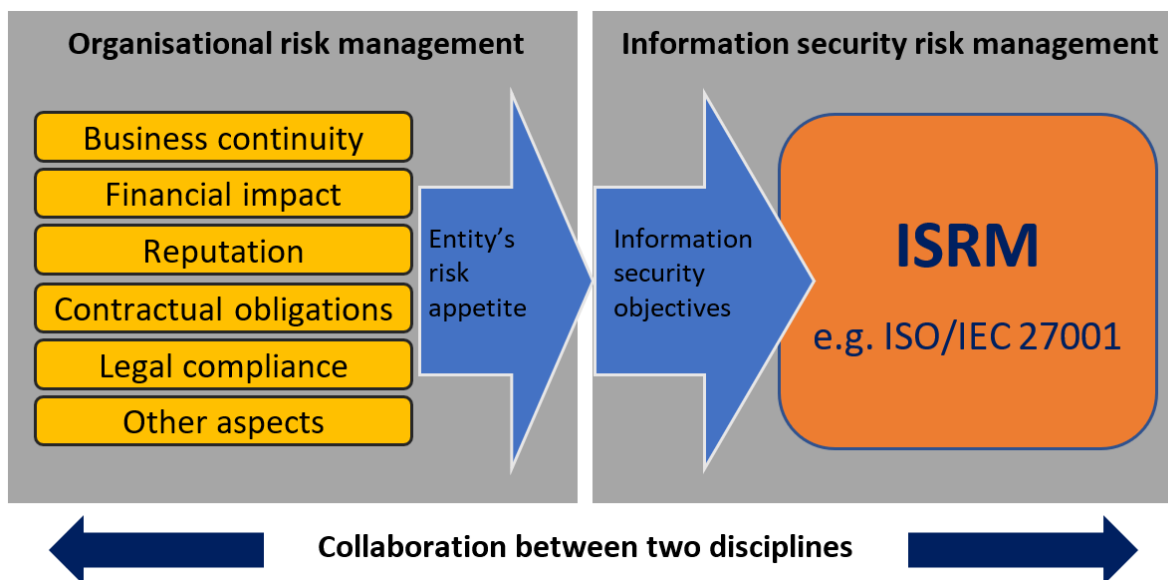 Organisational risk management
Business continuity
Financial impact
Reputation
Contractual obligations
Legal compliance
Other aspects
Entity's
risk
appetite
Information security risk management
Information
security
objectives
ISRM
e.g. ISO/IEC 27001
Collaboration between two disciplines